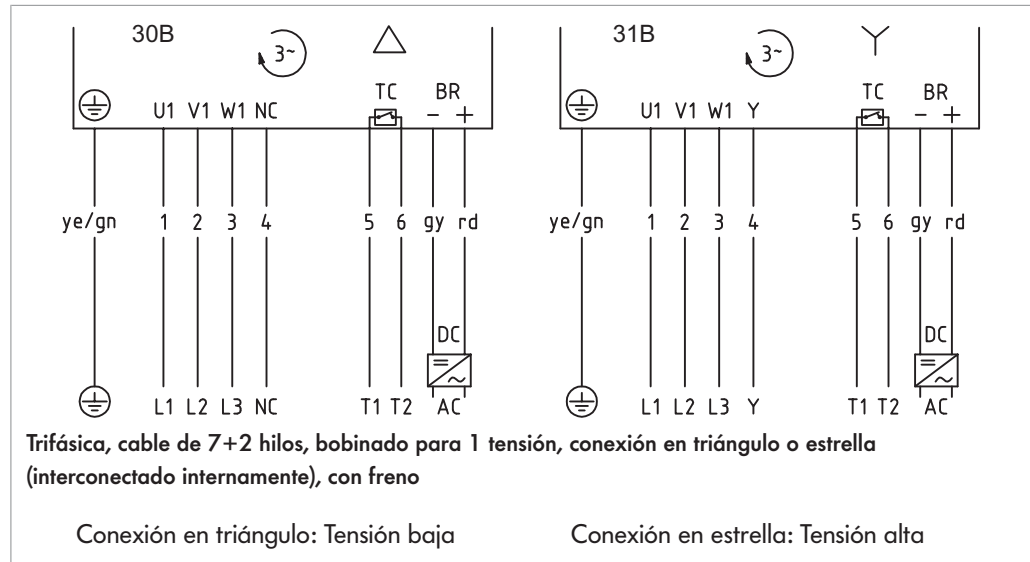 30B 3~ 31B 3~
TC BR TC BR
U1 V1 W1 NC - + U1 V1 W1 Y - +
ye/gn 1 2 3 4 5 6 gy rd ye/gn 1 2 3 4 5 6 gy rd
DC DC
= ~ = ~
L1 L2 L3 NC T1 T2 AC L1 L2 L3 Y T1 T2 AC
Trifásica, cable de 7+2 hilos, bobinado para 1 tensión, conexión en triángulo o estrella
(interconectado internamente), con freno
Conexión en triángulo: Tensión baja Conexión en estrella: Tensión alta